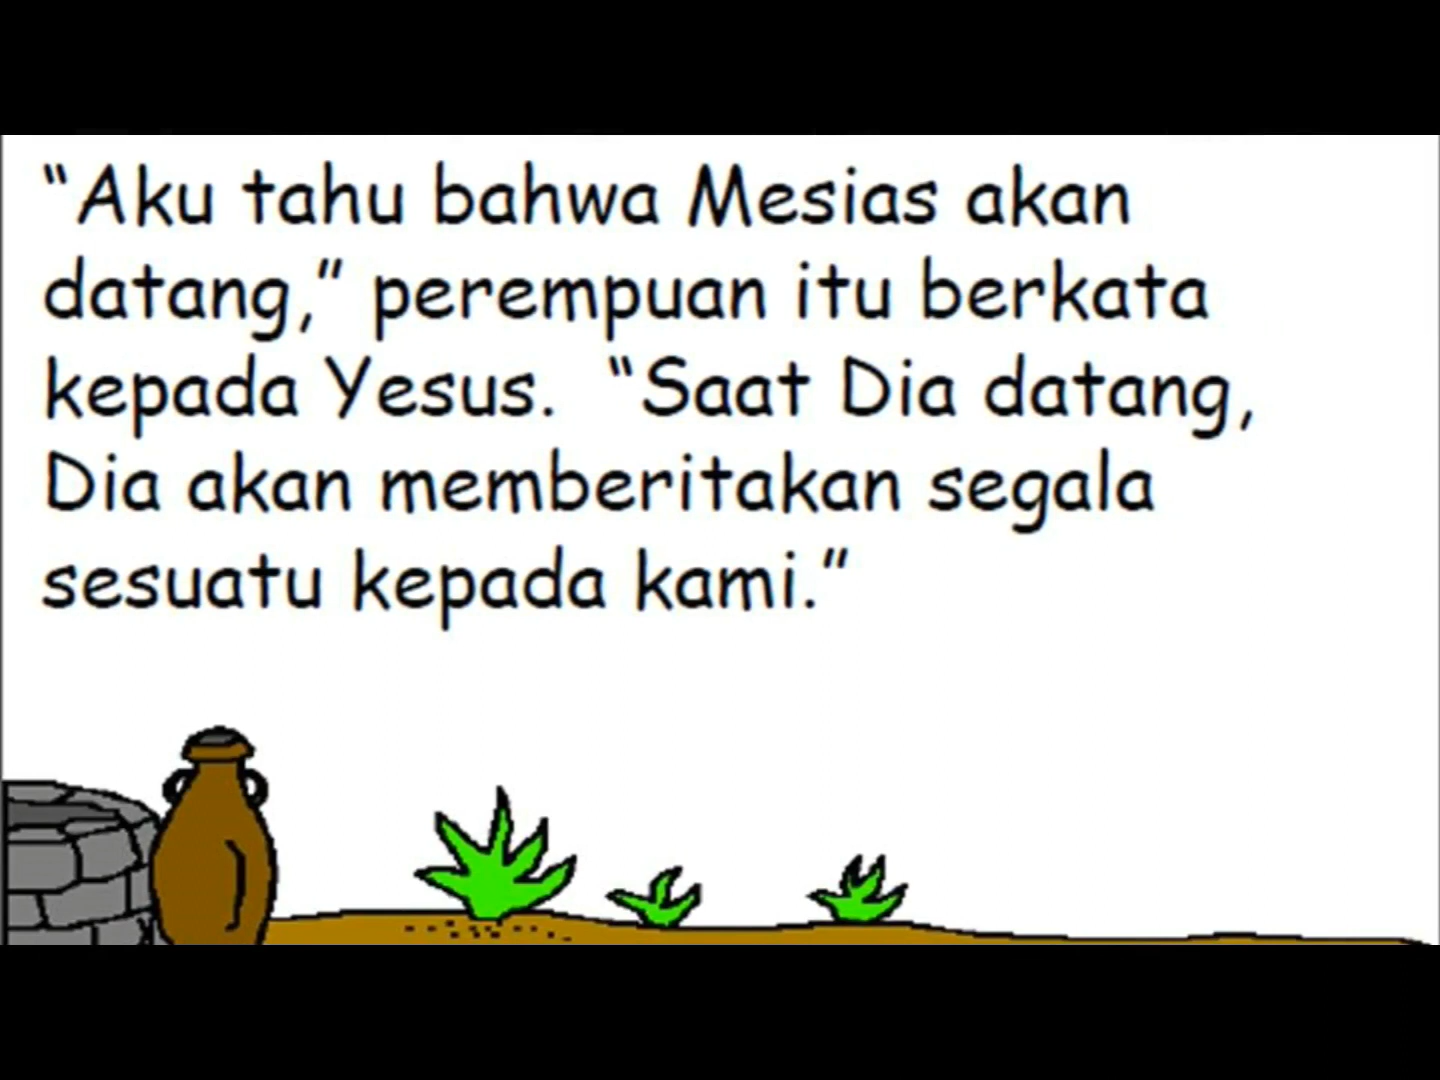 “Aku tahu bahwa Mesias akan
datang,” perempuan itu berkata
kepada Yesus.  “Saat Dia datang,
Dia akan memberitakan segala
sesuatu kepada kami.”